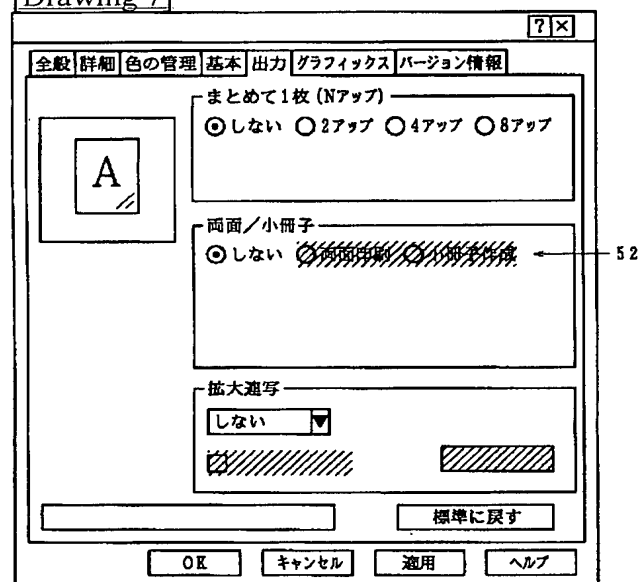 Drawing 7
? ×
全般 詳細 色の管理 基本 出力 グラフィックス バージョン情報
まとめて1枚 (Nアップ)
しない 2アップ 4アップ 8アップ
A
両面/小冊子
しない 両面印刷 小冊子作成
52
拡大連写
しない
標準に戻す
OK キャンセル 適用 ヘルプ